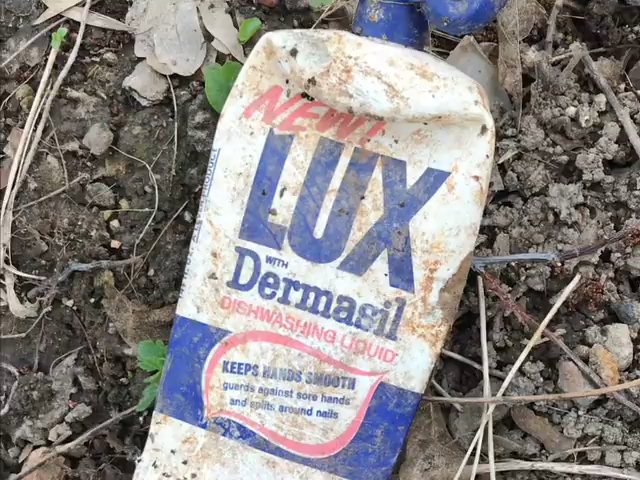 NEW!
LUX
WITH
Dermasil
DISHWASHING LIQUID
KEEPS HANDS SMOOTH
guards against sore hands
and splits around nails